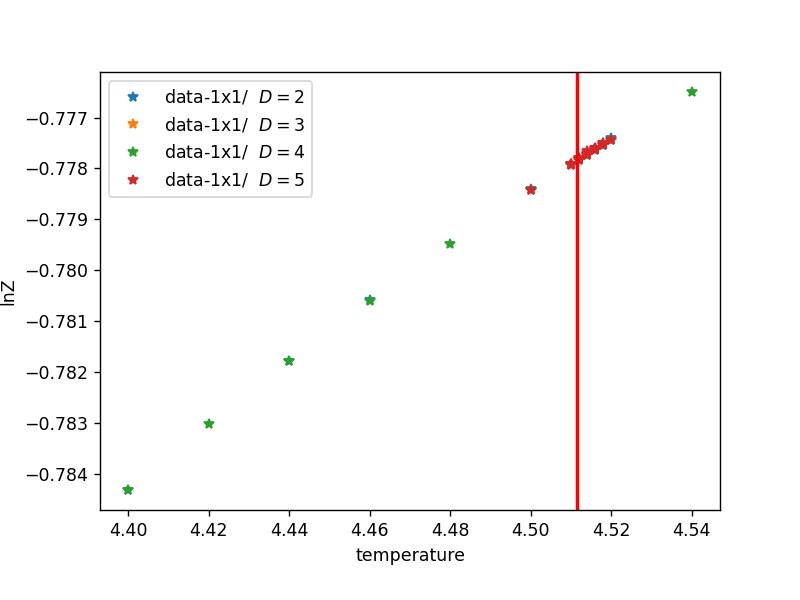 data-1x1/ D = 2
data-1x1/ D = 3
data-1x1/ D = 4
data-1x1/ D = 5
lnZ
−0.777
−0.778
−0.779
−0.780
−0.781
−0.782
−0.783
−0.784
4.40 4.42 4.44 4.46 4.48 4.50 4.52 4.54
temperature